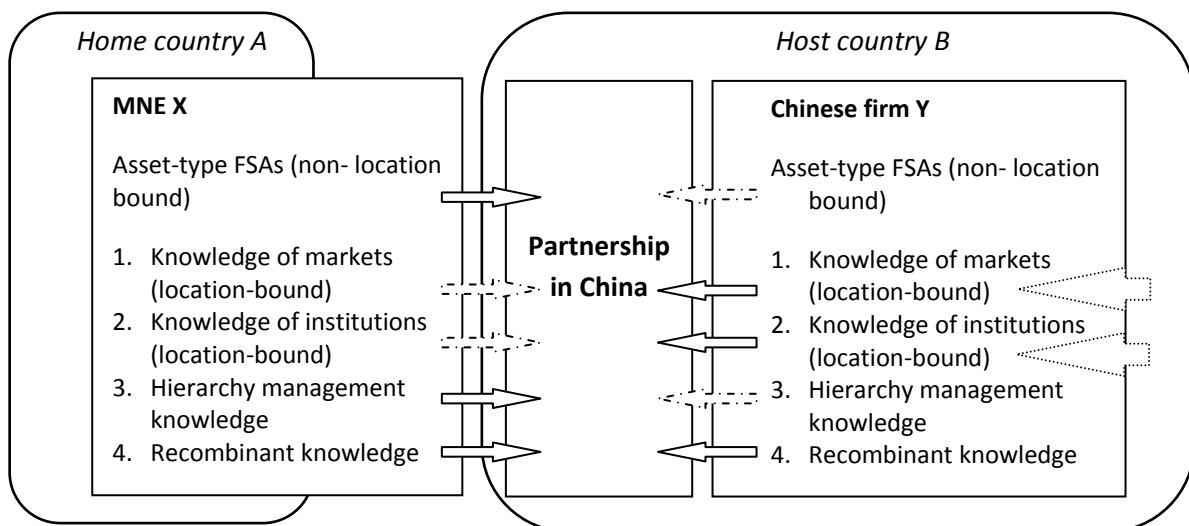 Home country A
Host country B
MNE X
Asset-type FSAs (non- location
bound)
1. Knowledge of markets
(location-bound)
2. Knowledge of institutions
(location-bound)
3. Hierarchy management
knowledge
4. Recombinant knowledge
Partnership
in China
Chinese firm Y
Asset-type FSAs (non- location
bound)
1. Knowledge of markets
(location-bound)
2. Knowledge of institutions
(location-bound)
3. Hierarchy management
knowledge
4. Recombinant knowledge